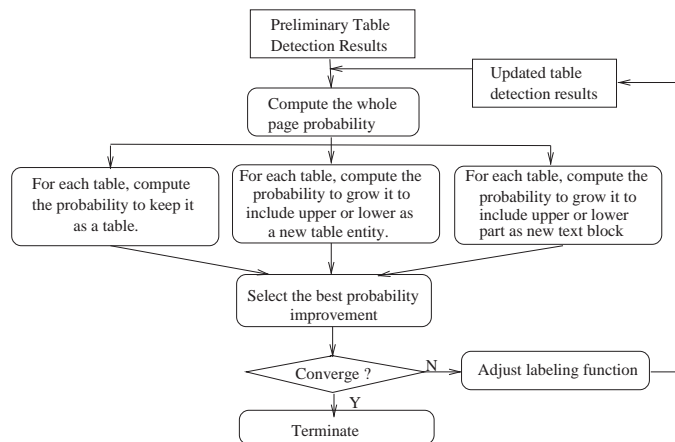 Preliminary Table
Detection Results
Updated table
detection results
Compute the whole
page probability
For each table, compute
the probability to keep it
as a table.
For each table, compute the
probability to grow it to
include upper or lower as
a new table entity.
For each table, compute the
probability to grow it to
include upper or lower
part as new text block
Select the best probability
improvement
Converge ?
N
Adjust labeling function
Y
Terminate